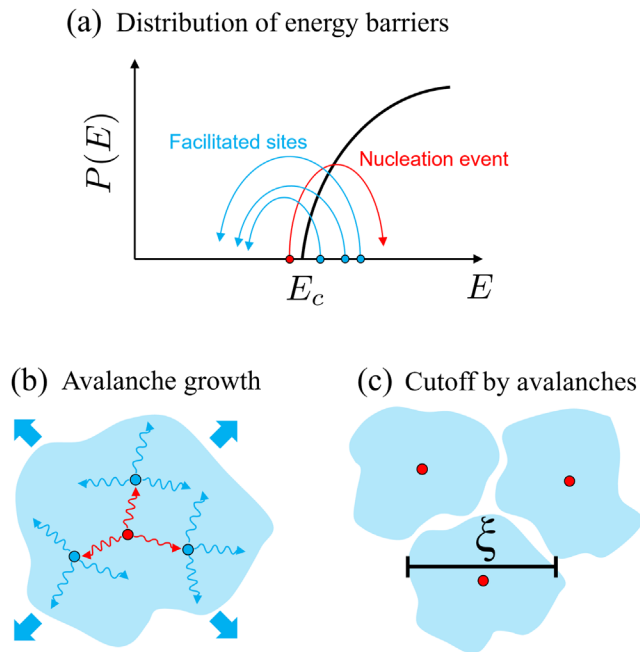 (a) Distribution of energy barriers
P(E)
Facilitated sites
Nucleation event
E_c
E
(b) Avalanche growth
(c) Cutoff by avalanches
ξ